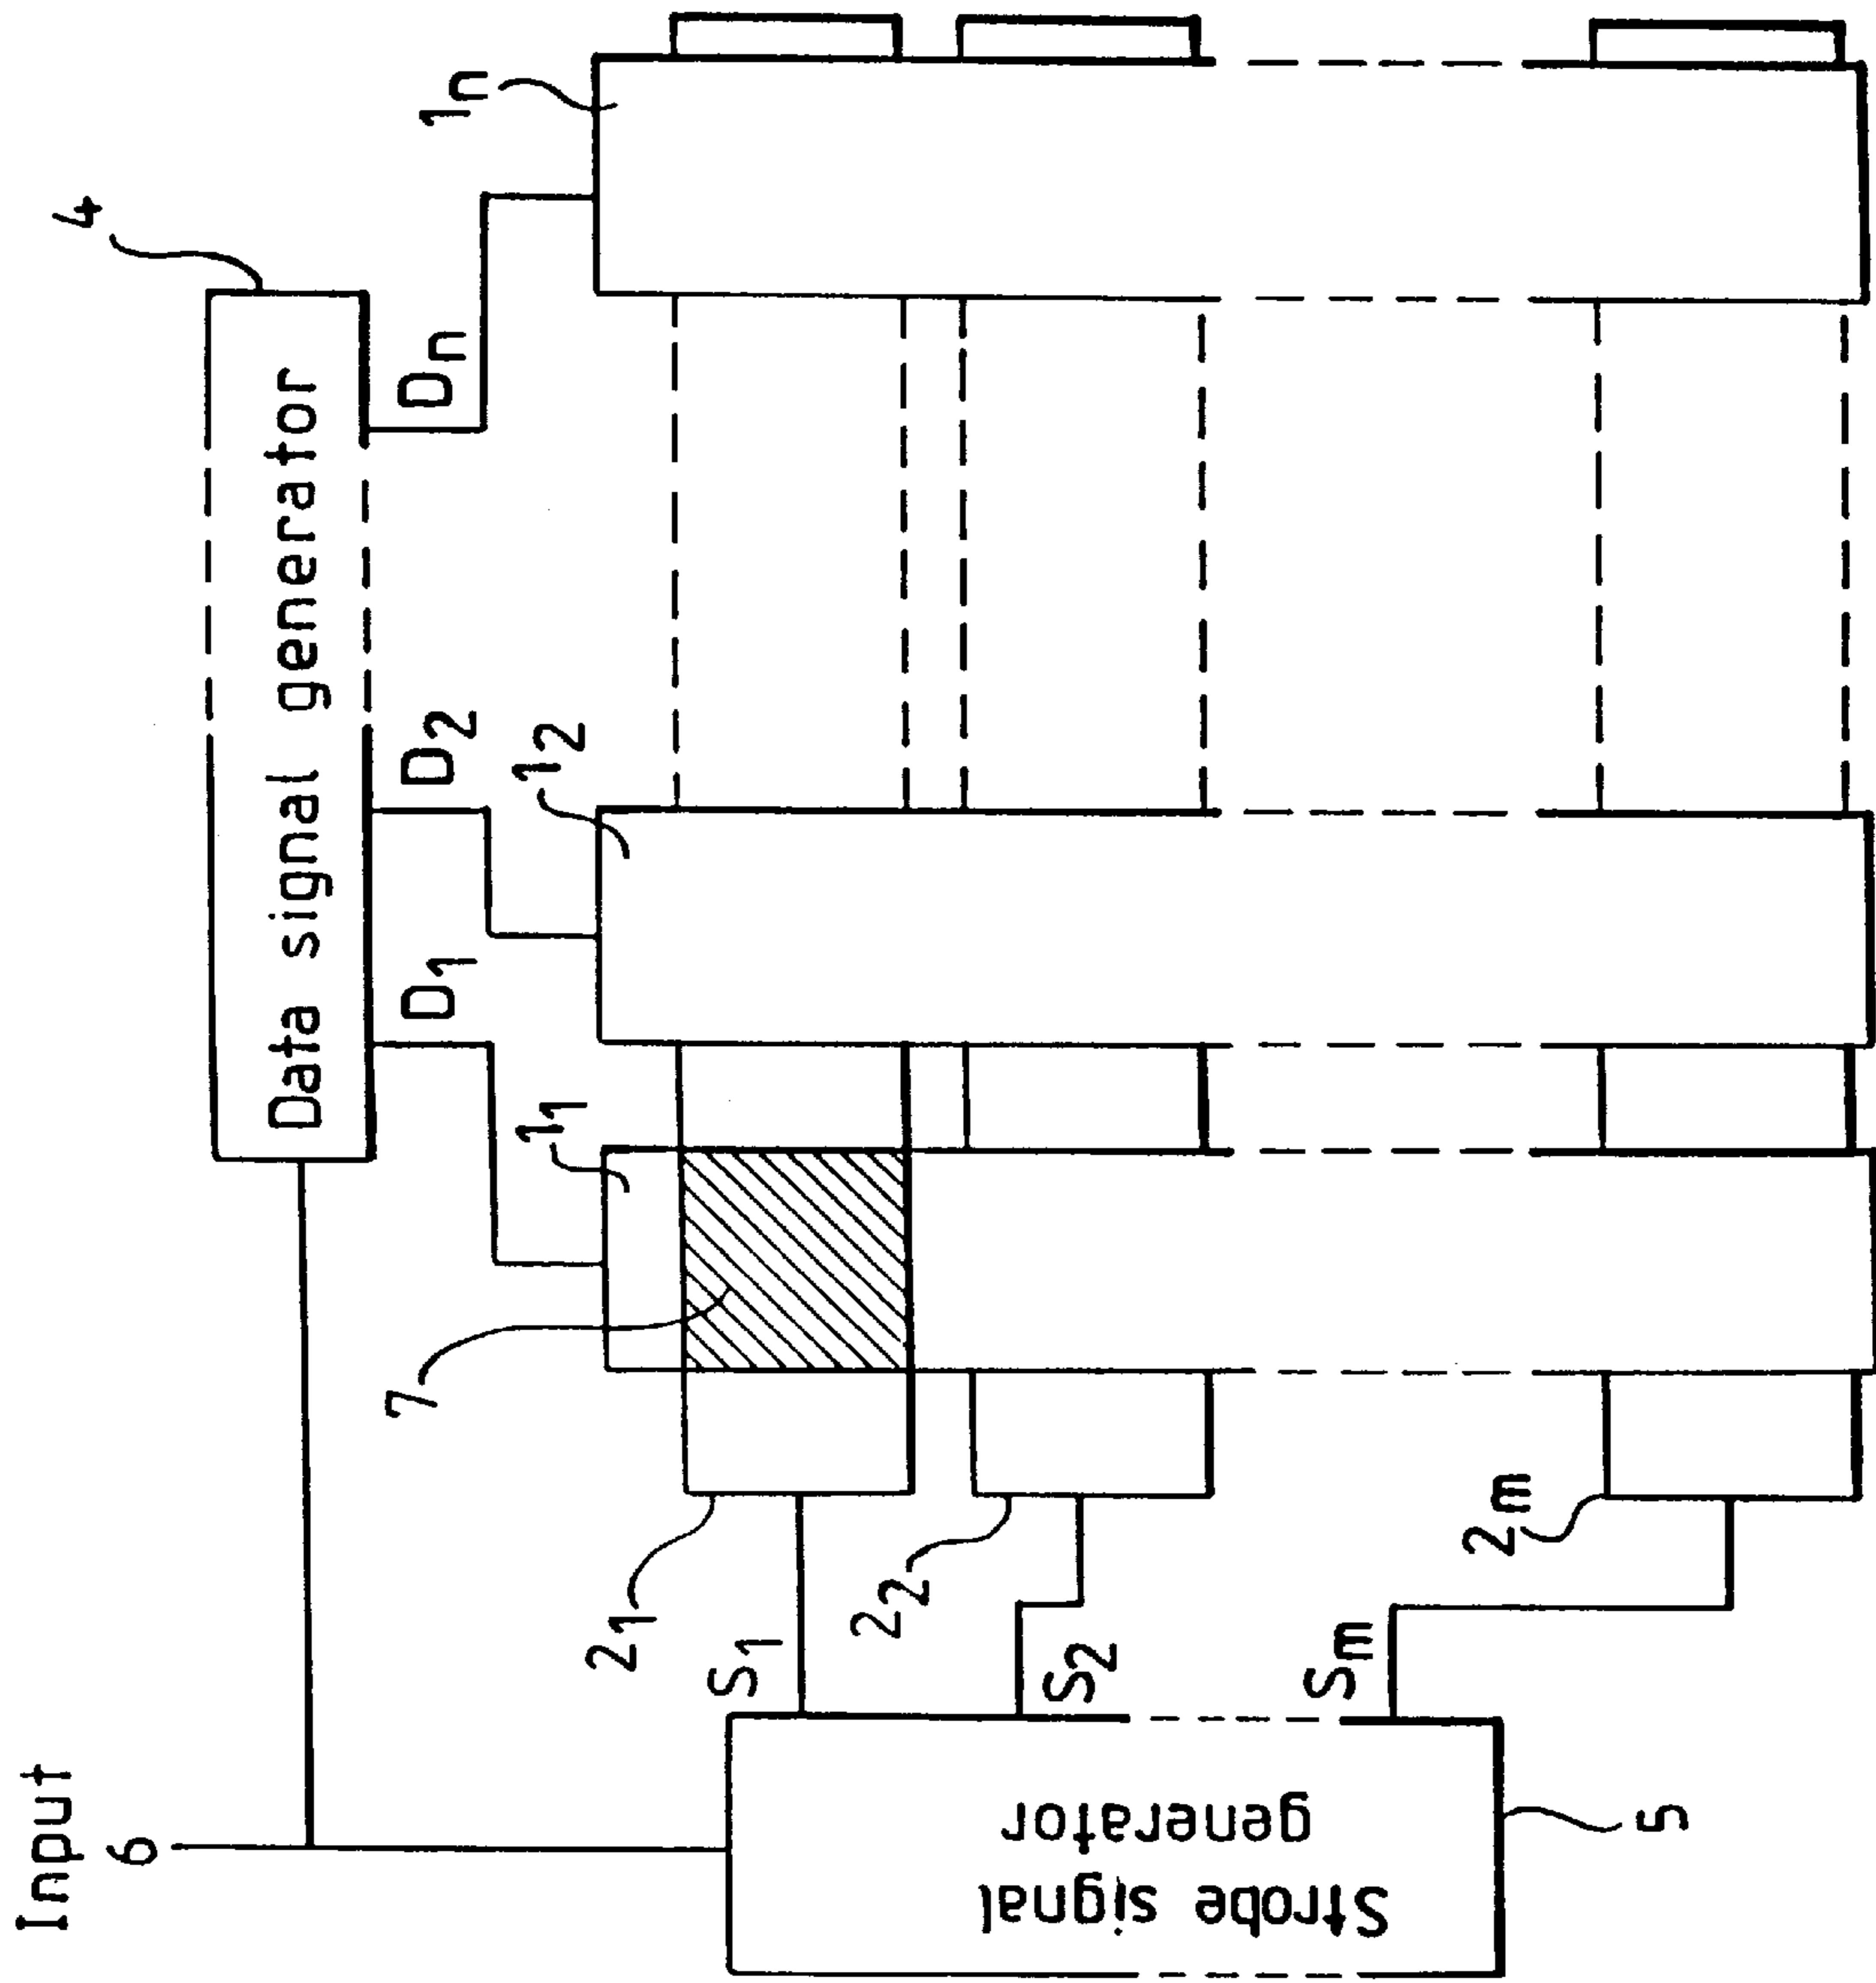 Input
6
Data signal generator
4
D1
D2
Dn
11
12
1n
7
21
22
2m
S1
S2
Sm
Strobe signal
generator
5